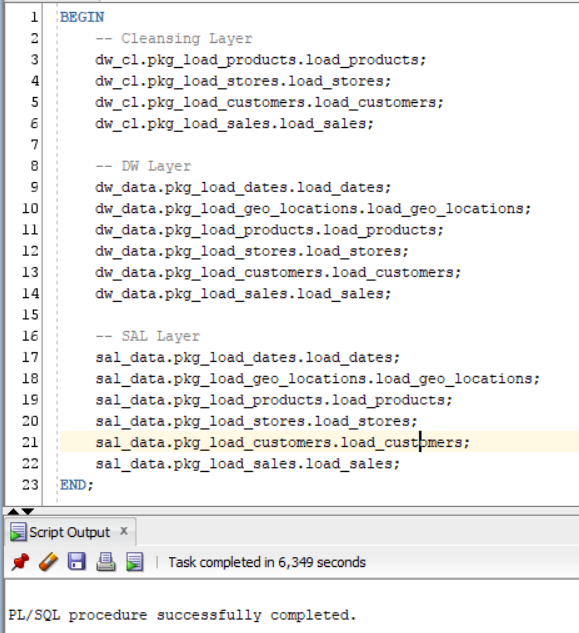 1 BEGIN
2 -- Cleansing Layer
3 dw_cl.pkg_load_products.load_products;
4 dw_cl.pkg_load_stores.load_stores;
5 dw_cl.pkg_load_customers.load_customers;
6 dw_cl.pkg_load_sales.load_sales;
7
8 -- DW Layer
9 dw_data.pkg_load_dates.load_dates;
10 dw_data.pkg_load_geo_locations.load_geo_locations;
11 dw_data.pkg_load_products.load_products;
12 dw_data.pkg_load_stores.load_stores;
13 dw_data.pkg_load_customers.load_customers;
14 dw_data.pkg_load_sales.load_sales;
15
16 -- SAL Layer
17 sal_data.pkg_load_dates.load_dates;
18 sal_data.pkg_load_geo_locations.load_geo_locations;
19 sal_data.pkg_load_products.load_products;
20 sal_data.pkg_load_stores.load_stores;
21 sal_data.pkg_load_customers.load_customers;
22 sal_data.pkg_load_sales.load_sales;
23 END;
Script Output x
Task completed in 6,349 seconds
PL/SQL procedure successfully completed.